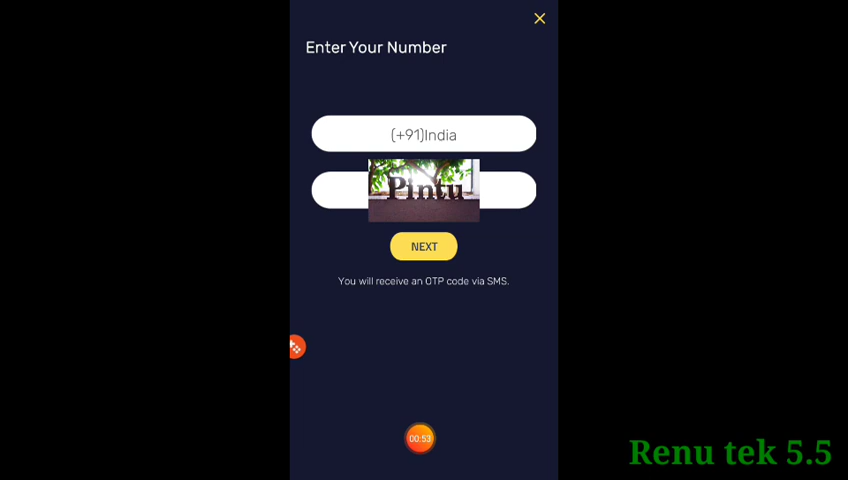 Enter Your Number
(+91)India
Pintu
NEXT
You will receive an OTP code via SMS.
00:53
Renu tek 5.5